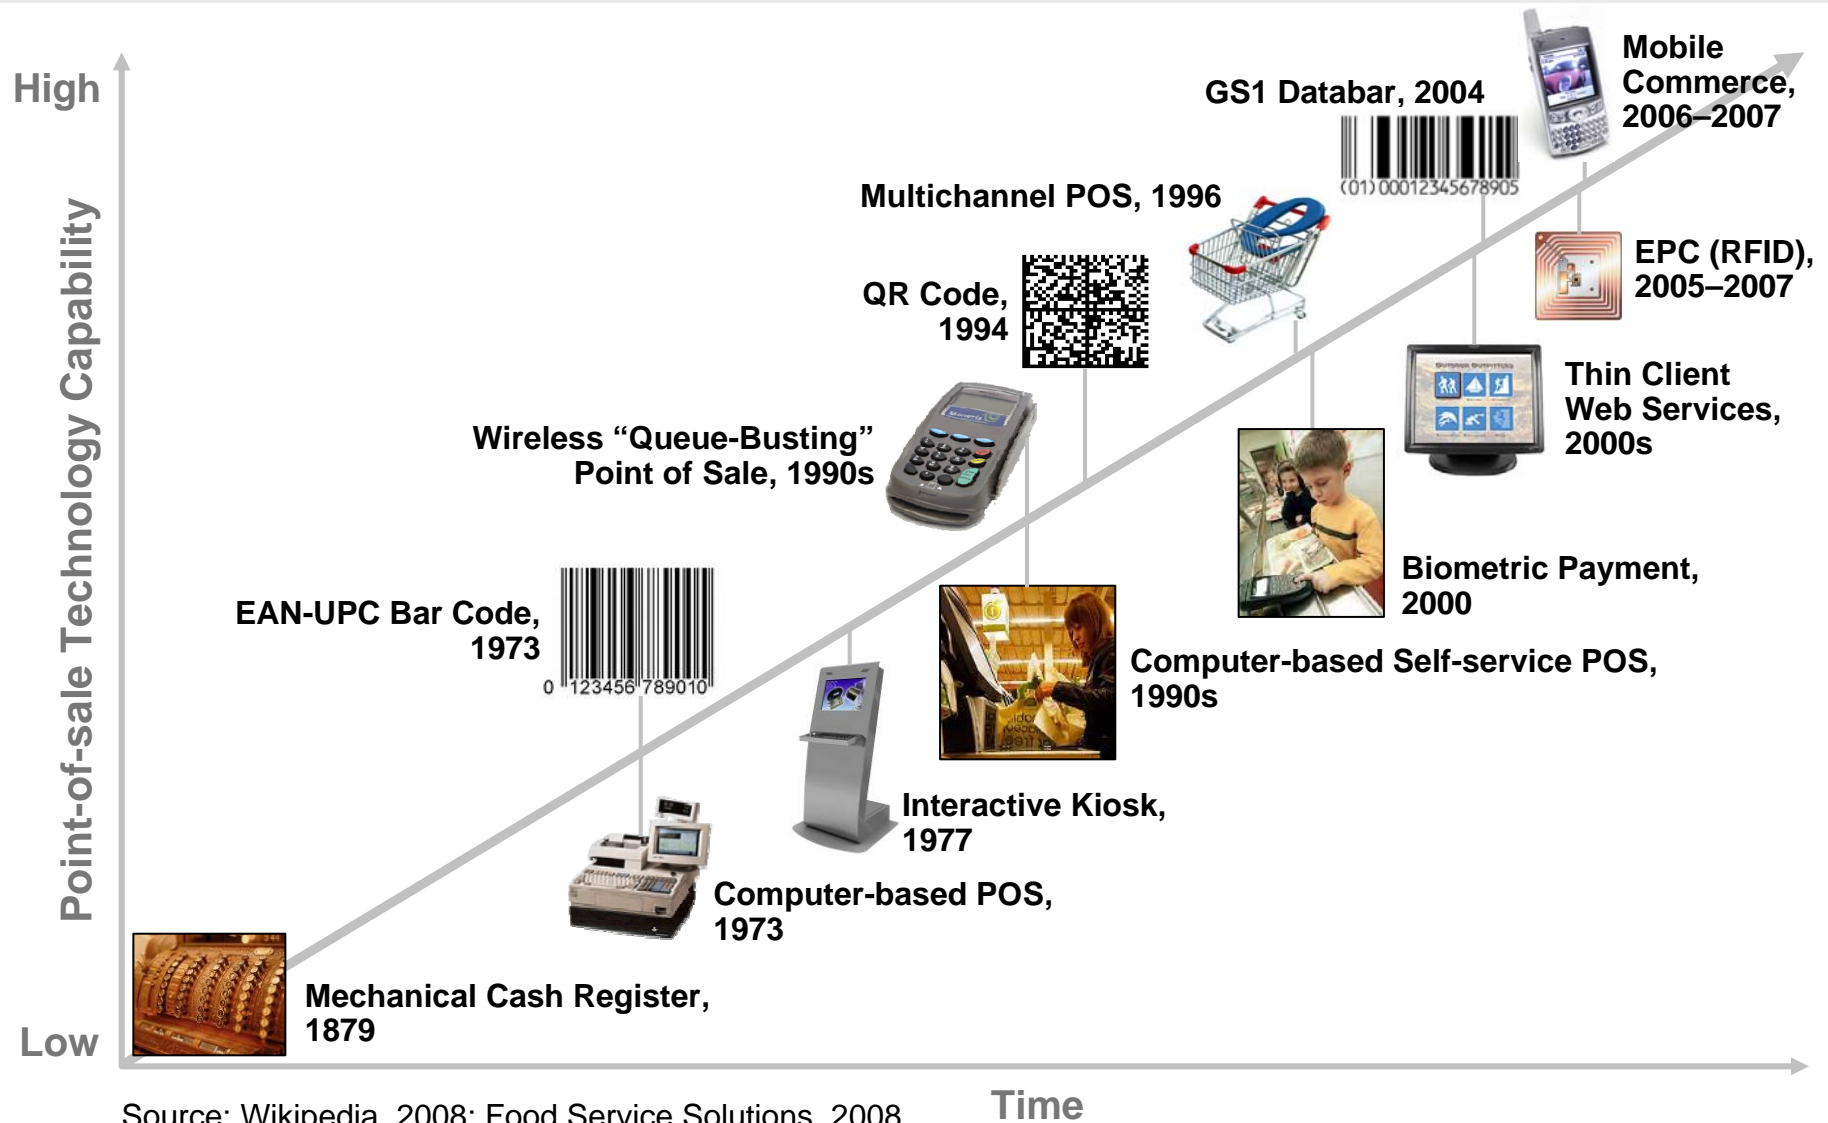 High
Point-of-sale Technology Capability
Low
Mobile
Commerce,
2006–2007
GS1 Databar, 2004
(01)00012345678905
Multichannel POS, 1996
EPC (RFID),
2005–2007
QR Code,
1994
Thin Client
Web Services,
2000s
Wireless “Queue-Busting”
Point of Sale, 1990s
Biometric Payment,
2000
EAN-UPC Bar Code,
1973
0 123456 789010
Computer-based Self-service POS,
1990s
Interactive Kiosk,
1977
Computer-based POS,
1973
Mechanical Cash Register,
1879
Time
Source: Wikipedia, 2008; Food Service Solutions, 2008